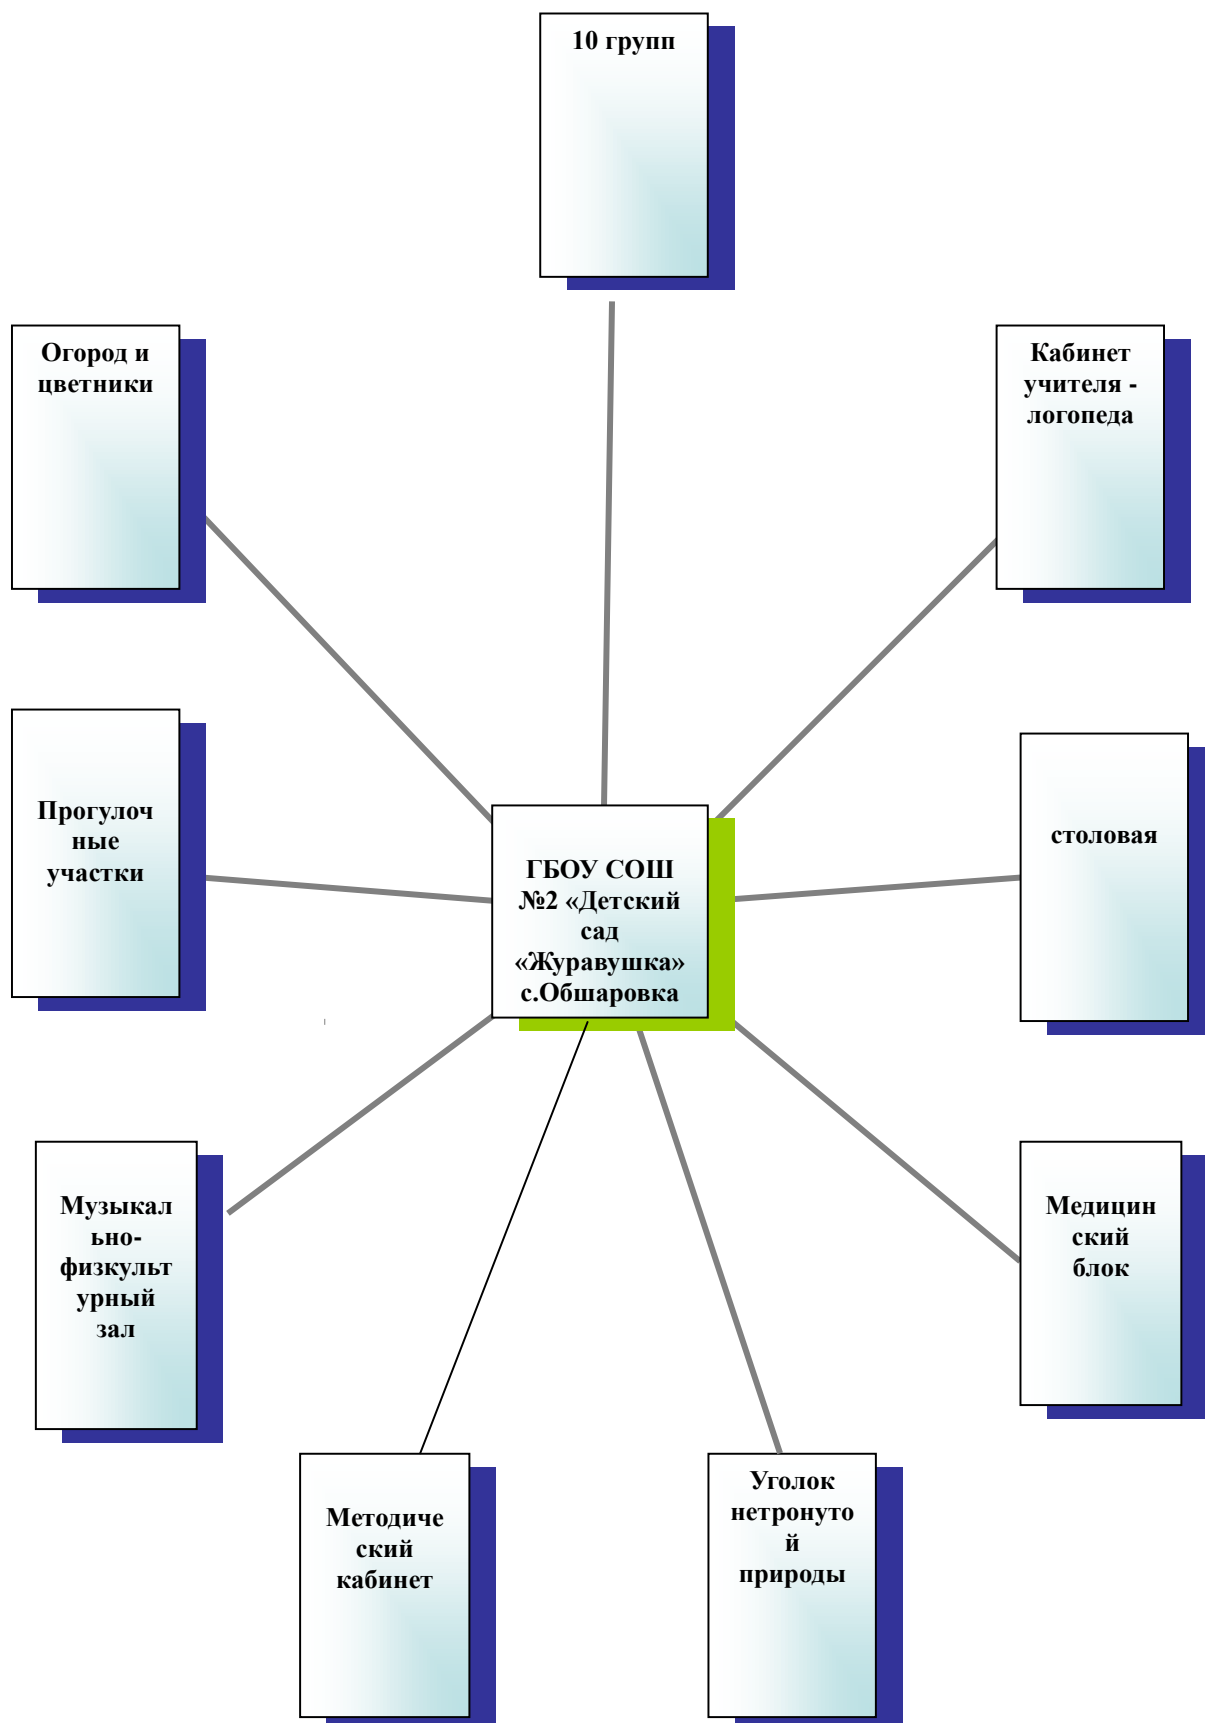 10 групп
Огород и
цветники
Кабинет
учителя -
логопеда
Прогулоч
ные
участки
столовая
ГБОУ СОШ
№2 «Детский
сад
«Журавушка»
с.Обшаровка
Музыкал
ьно-
физкульт
урный
зал
Медицин
ский
блок
Методиче
ский
кабинет
Уголок
нетронуто
й
природы